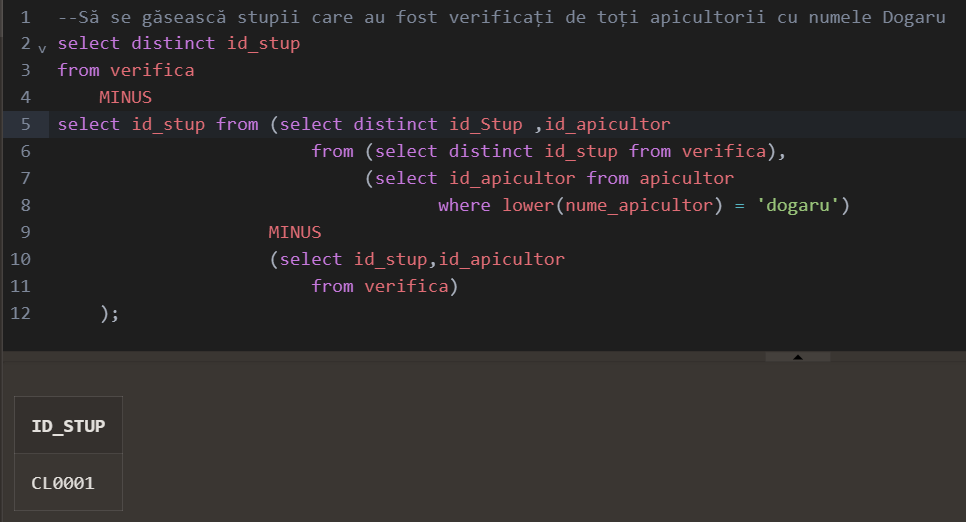 1 --Să se găsească stupii care au fost verificați de toți apicultorii cu numele Dogaru
2 v select distinct id_stup
3 from verifica
4 MINUS
5 select id_stup from (select distinct id_Stup ,id_apicultor
6 from (select distinct id_stup from verifica),
7 (select id_apicultor from apicultor
8 where lower(nume_apicultor) = 'dogaru')
9 MINUS
10 (select id_stup,id_apicultor
11 from verifica)
12 );
ID_STUP
CL0001